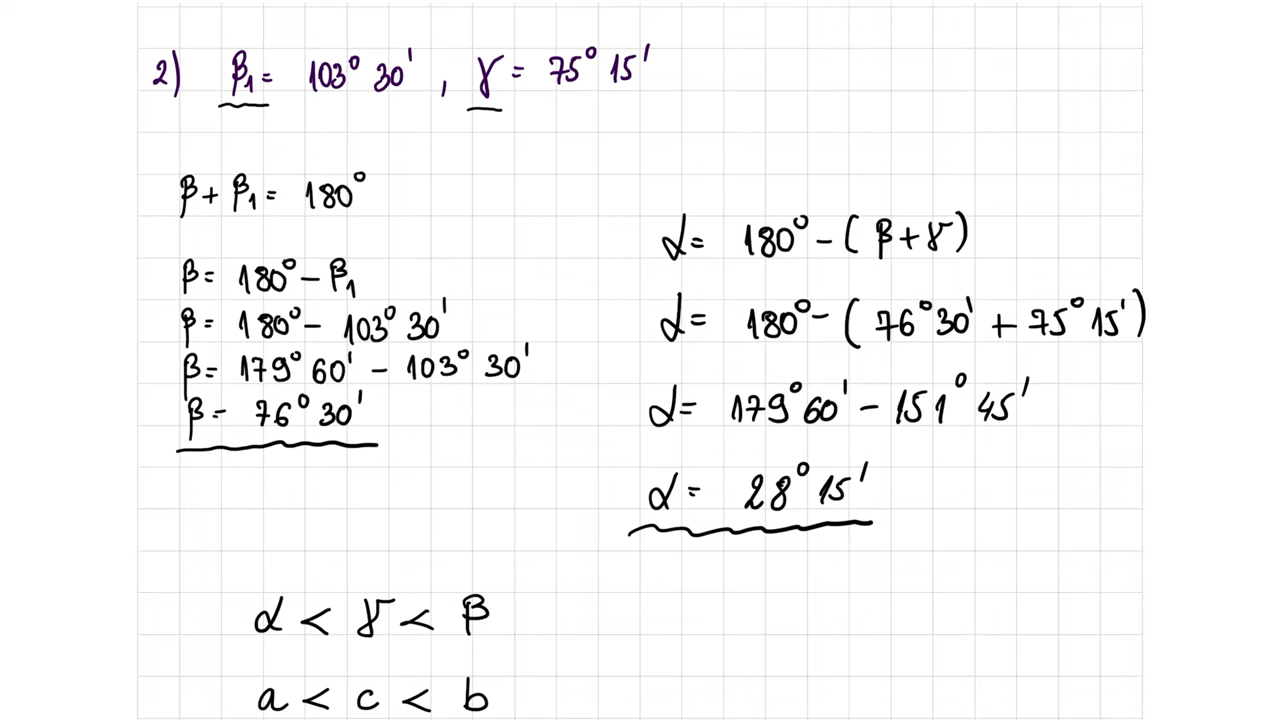 2) β₁ = 103° 30' , γ = 75° 15'
β + β₁ = 180°
β = 180° - β₁
β = 180° - 103° 30'
β = 179° 60' - 103° 30'
β = 76° 30'
α = 180° - ( β + γ )
α = 180° - ( 76° 30' + 75° 15' )
α = 179° 60' - 151° 45'
α = 28° 15'
α < γ < β
a < c < b